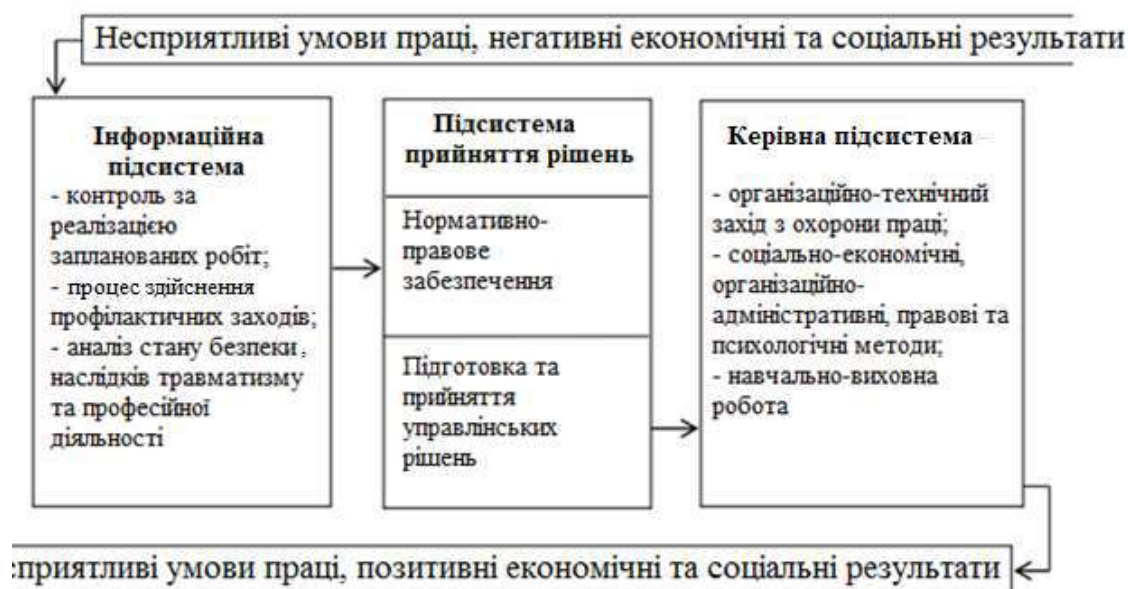 Несприятливі умови праці, негативні економічні та соціальні результати
Інформаційна
підсистема
- контроль за
реалізацією
запланованих робіт;
- процес здійснення
профілактичних заходів;
- аналіз стану безпеки,
наслідків травматизму
та професійної
діяльності
Підсистема
прийняття рішень
Нормативно-
правове
забезпечення
Підготовка та
прийняття
управлінських
рішень
Керівна підсистема
- організаційно-технічний
захід з охорони праці;
- соціально-економічні,
організаційно-
адміністративні, правові та
психологічні методи;
- навчально-виховна
робота
сприятливі умови праці, позитивні економічні та соціальні результати